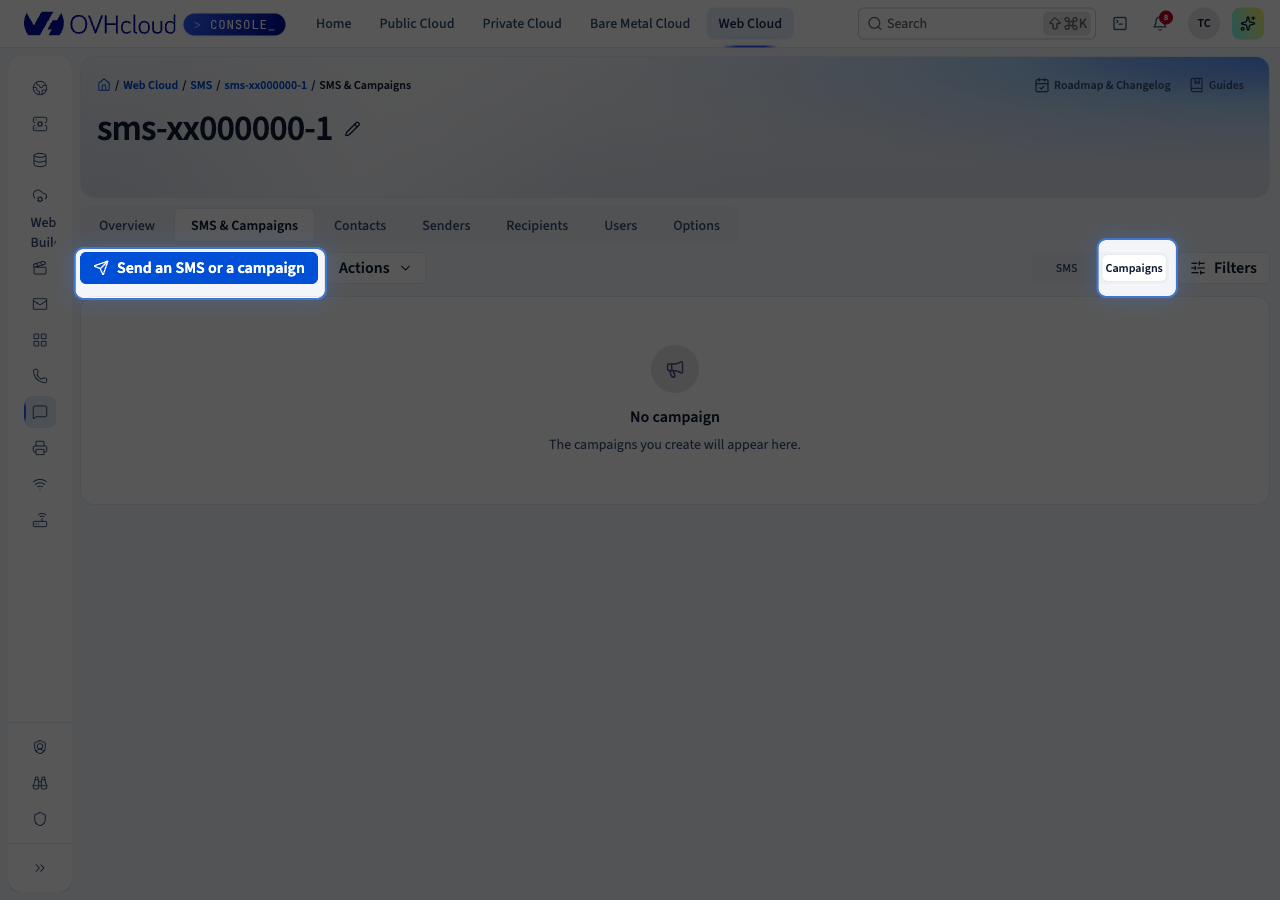 OVHcloud > CONSOLE_ Home Public Cloud Private Cloud Bare Metal Cloud Web Cloud Search ⇧⌘K 8 TC
/ Web Cloud / SMS / sms-xx000000-1 / SMS & Campaigns Roadmap & Changelog Guides
sms-xx000000-1
Web
Buil
Overview SMS & Campaigns Contacts Senders Recipients Users Options
Send an SMS or a campaign Actions SMS Campaigns Filters
No campaign
The campaigns you create will appear here.